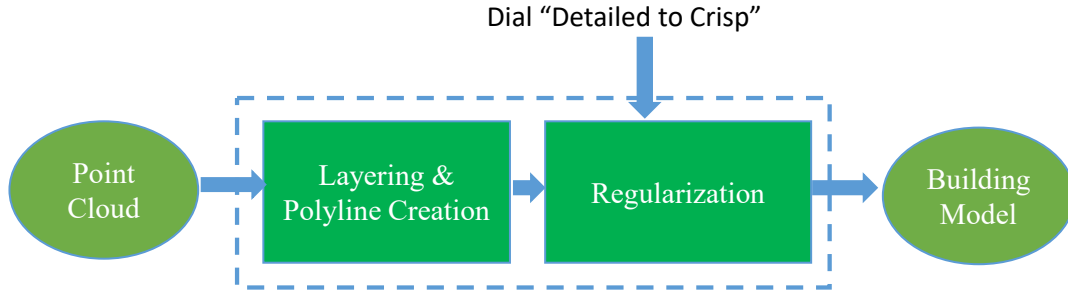 Dial “Detailed to Crisp”
Point
Cloud
Layering &
Polyline Creation
Regularization
Building
Model